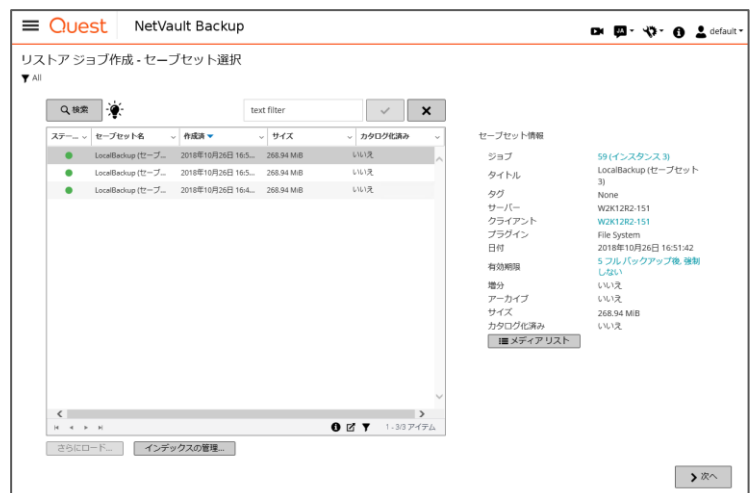 Quest NetVault Backup
JA default
リストア ジョブ作成 - セーブセット選択
All
検索 text filter
ステー... セーブセット名 作成済 サイズ カタログ化済み
LocalBackup (セーブ... 2018年10月26日 16:5... 268.94 MiB いいえ
LocalBackup (セーブ... 2018年10月26日 16:5... 268.94 MiB いいえ
LocalBackup (セーブ... 2018年10月26日 16:4... 268.94 MiB いいえ
1 - 3/3 アイテム
さらにロード... インデックスの管理...
セーブセット情報
ジョブ 59 (インスタンス 3)
タイトル LocalBackup (セーブセット
3)
タグ None
サーバー W2K12R2-151
クライアント W2K12R2-151
プラグイン File System
日付 2018年10月26日 16:51:42
有効期限 5 フル バックアップ後, 強制
しない
増分 いいえ
アーカイブ いいえ
サイズ 268.94 MiB
カタログ化済み いいえ
メディア リスト
次へ